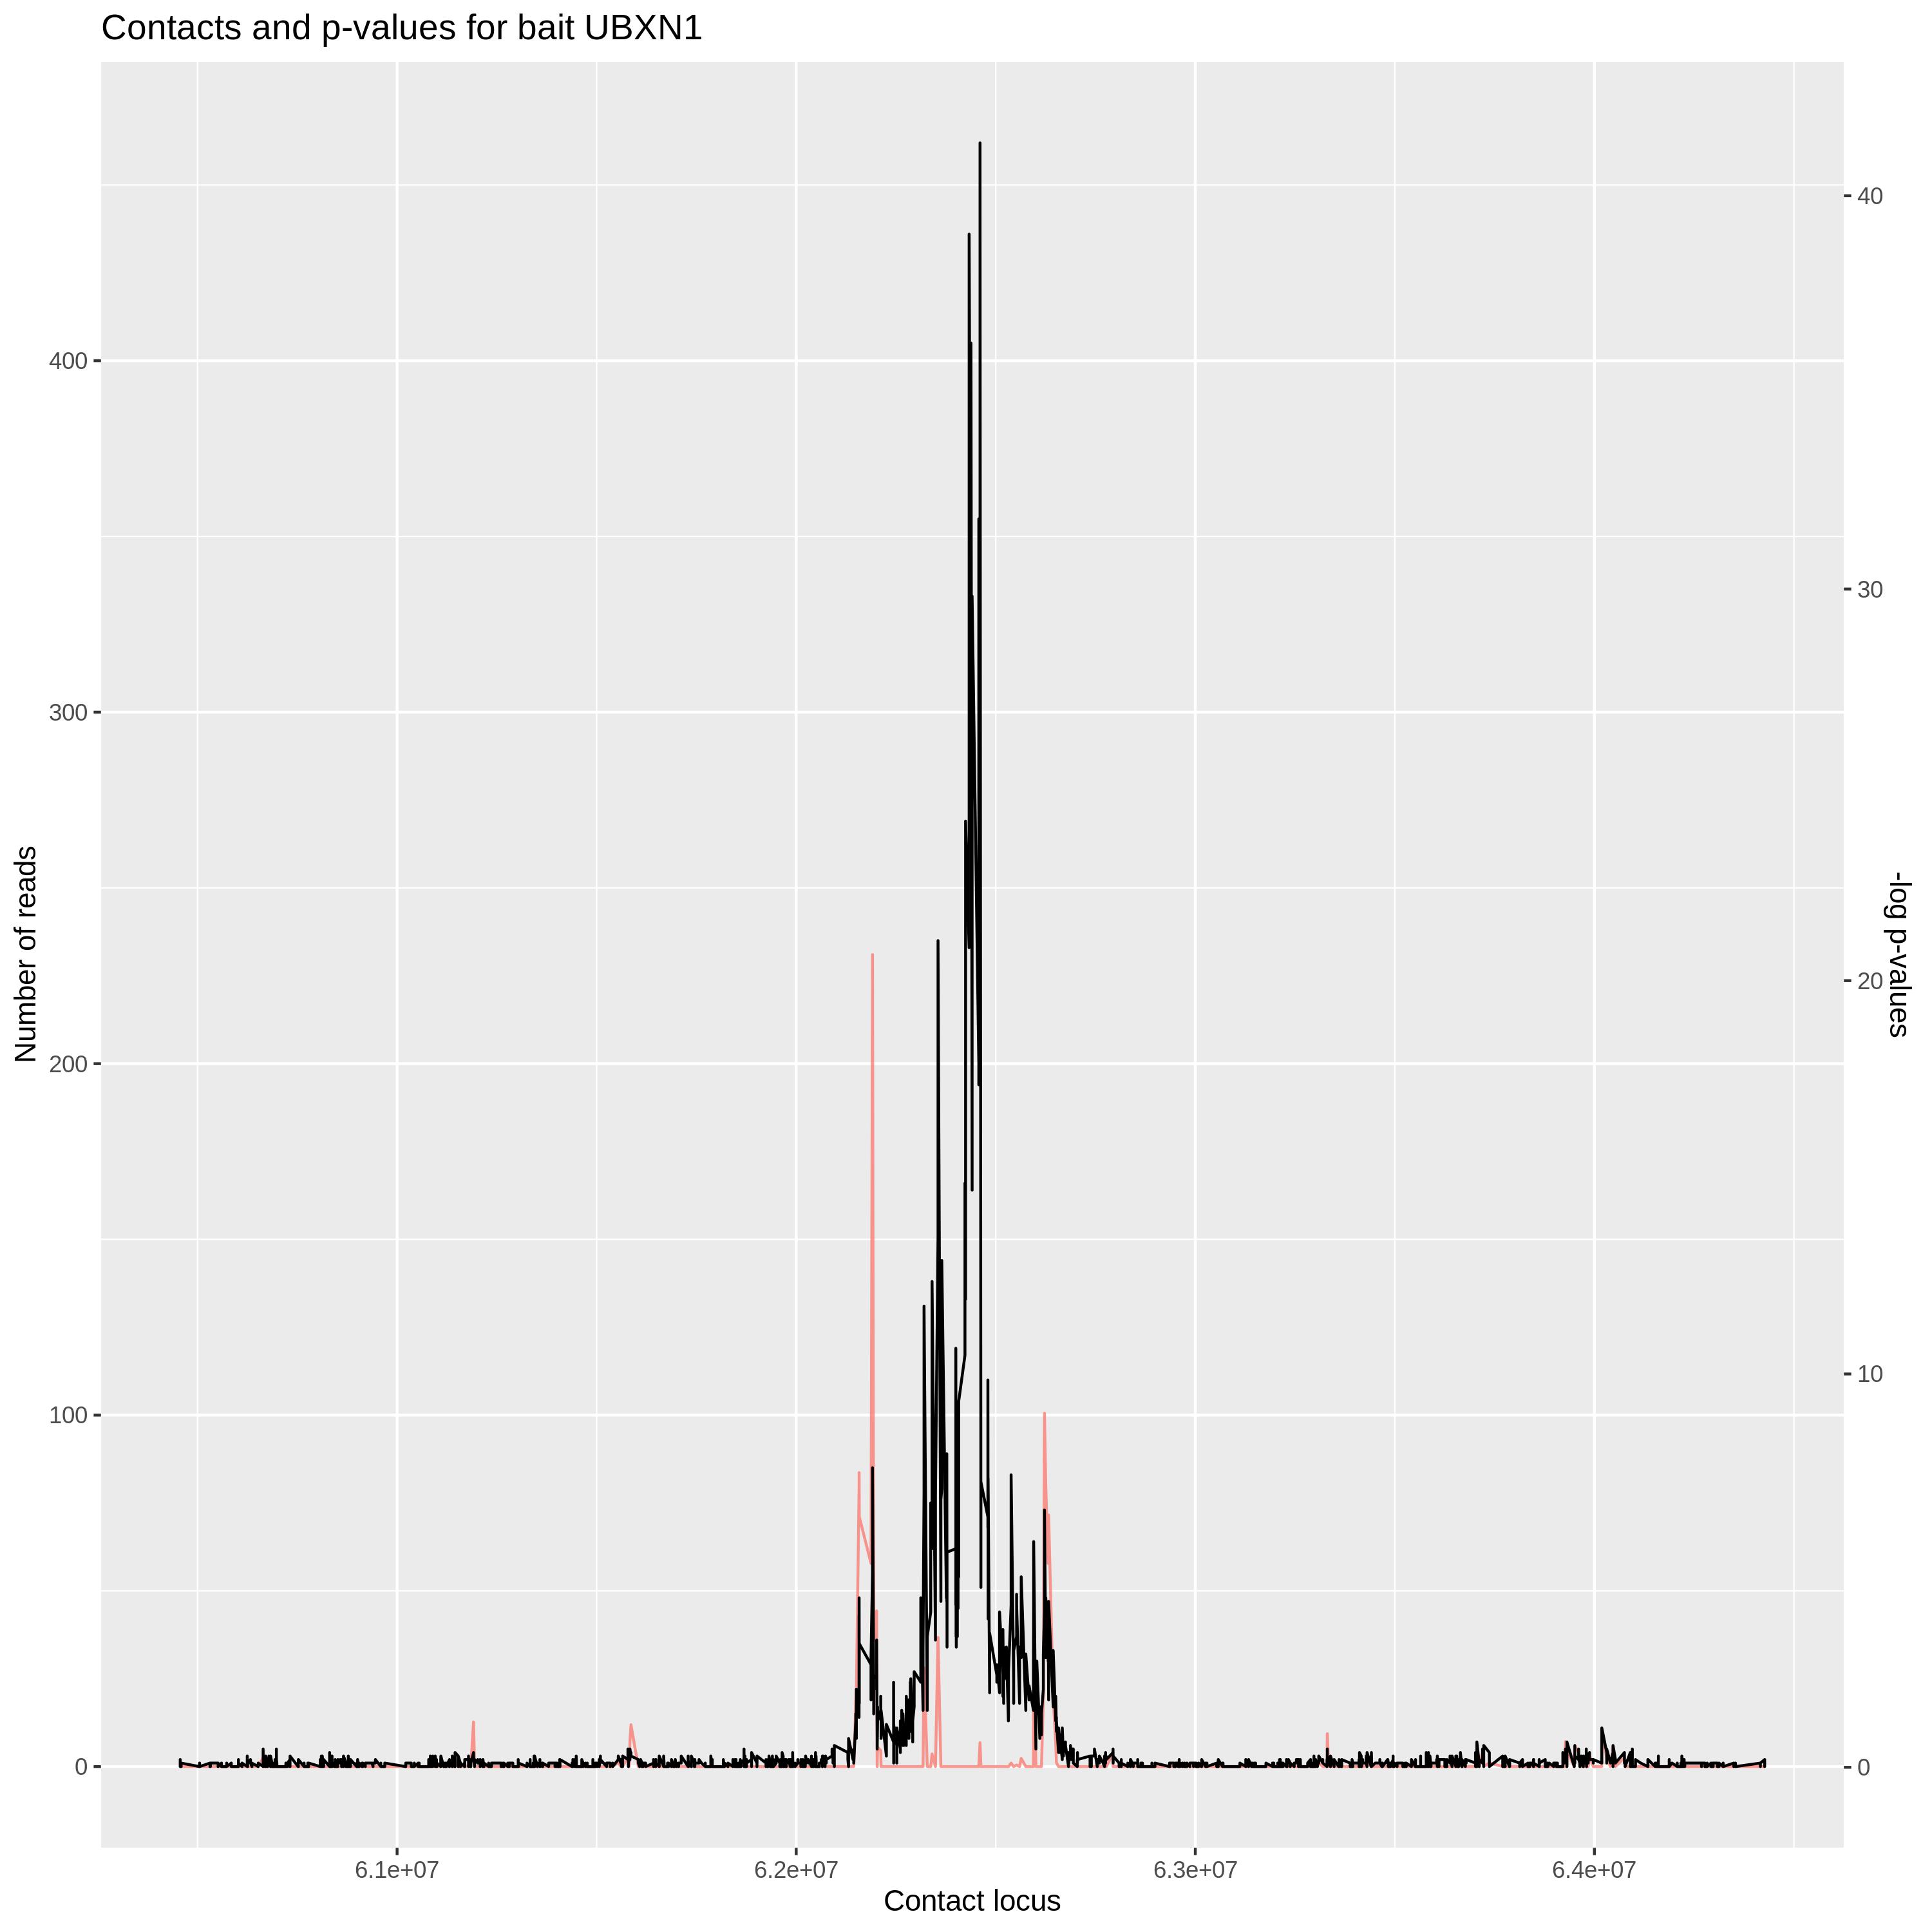 Contacts and p-values for bait UBXN1
Number of reads
400
300
200
100
0
40
30
20
10
0
-log p-values
6.1e+07
6.2e+07
6.3e+07
6.4e+07
Contact locus